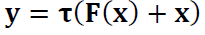 y = τ(F(x) + x)